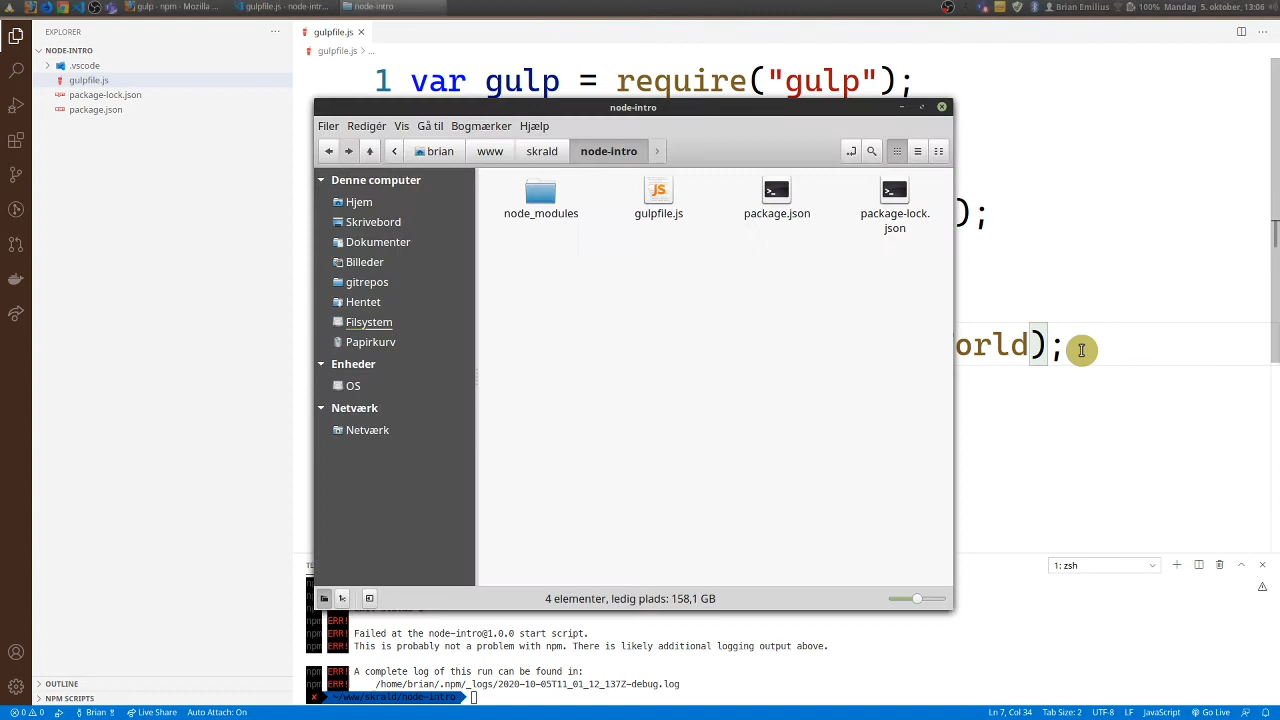 gulp - npm - Mozilla ...
gulpfile.js - node-intr...
node-intro
Brian Emilius
100%
Mandag 5. oktober, 13:06
EXPLORER
NODE-INTRO
.vscode
gulpfile.js
package-lock.json
package.json
OUTLINE
NPM SCRIPTS
gulpfile.js
gulpfile.js > ...
1 var gulp = require("gulp");
);
orld);
node-intro
Filer Redigér Vis Gå til Bogmærker Hjælp
brian www skrald node-intro
Denne computer
Hjem
Skrivebord
Dokumenter
Billeder
gitrepos
Hentet
Filsystem
Papirkurv
Enheder
OS
Netværk
Netværk
node_modules
gulpfile.js
package.json
package-lock.
json
4 elementer, ledig plads: 158,1 GB
1: zsh
npm ERR!
npm ERR! Failed at the node-intro@1.0.0 start script.
npm ERR! This is probably not a problem with npm. There is likely additional logging output above.
npm ERR! A complete log of this run can be found in:
npm ERR!     /home/brian/.npm/_logs/2020-10-05T11_01_12_137Z-debug.log
✘ ~/www/skrald/node-intro
0 0 Brian Live Share Auto Attach: On
Ln 7, Col 34 Tab Size: 2 UTF-8 LF JavaScript Go Live